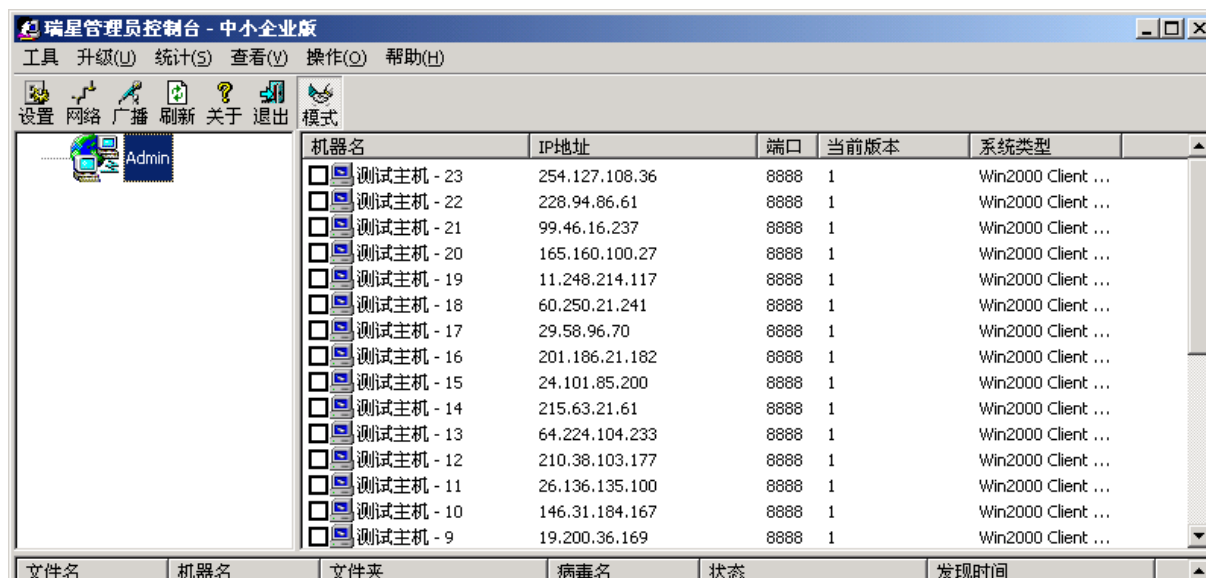 瑞星管理员控制台 - 中小企业版
工具 升级(U) 统计(S) 查看(V) 操作(O) 帮助(H)
设置 网络 广播 刷新 关于 退出 模式
Admin
机器名 IP地址 端口 当前版本 系统类型
测试主机 - 23 254.127.108.36 8888 1 Win2000 Client ...
测试主机 - 22 228.94.86.61 8888 1 Win2000 Client ...
测试主机 - 21 99.46.16.237 8888 1 Win2000 Client ...
测试主机 - 20 165.160.100.27 8888 1 Win2000 Client ...
测试主机 - 19 11.248.214.117 8888 1 Win2000 Client ...
测试主机 - 18 60.250.21.241 8888 1 Win2000 Client ...
测试主机 - 17 29.58.96.70 8888 1 Win2000 Client ...
测试主机 - 16 201.186.21.182 8888 1 Win2000 Client ...
测试主机 - 15 24.101.85.200 8888 1 Win2000 Client ...
测试主机 - 14 215.63.21.61 8888 1 Win2000 Client ...
测试主机 - 13 64.224.104.233 8888 1 Win2000 Client ...
测试主机 - 12 210.38.103.177 8888 1 Win2000 Client ...
测试主机 - 11 26.136.135.100 8888 1 Win2000 Client ...
测试主机 - 10 146.31.184.167 8888 1 Win2000 Client ...
测试主机 - 9 19.200.36.169 8888 1 Win2000 Client ...
文件名 机器名 文件夹 病毒名 状态 发现时间